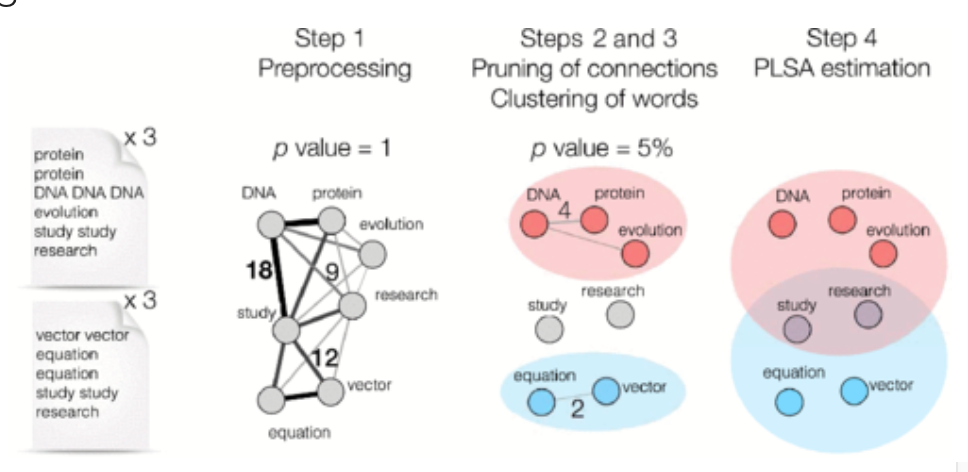 Step 1
Preprocessing
Steps 2 and 3
Pruning of connections
Clustering of words
Step 4
PLSA estimation
x 3
protein
protein
DNA DNA DNA
evolution
study study
research
x 3
vector vector
equation
equation
study study
research
p value = 1
DNA
protein
evolution
18
9
research
study
12
vector
equation
p value = 5%
DNA
protein
4
evolution
research
study
equation
vector
2
DNA
protein
evolution
research
study
equation
vector